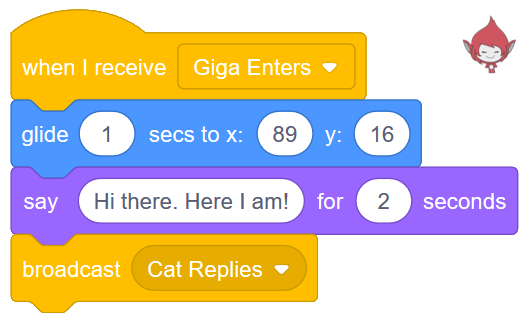 when I receive Giga Enters
glide 1 secs to x: 89 y: 16
say Hi there. Here I am! for 2 seconds
broadcast Cat Replies